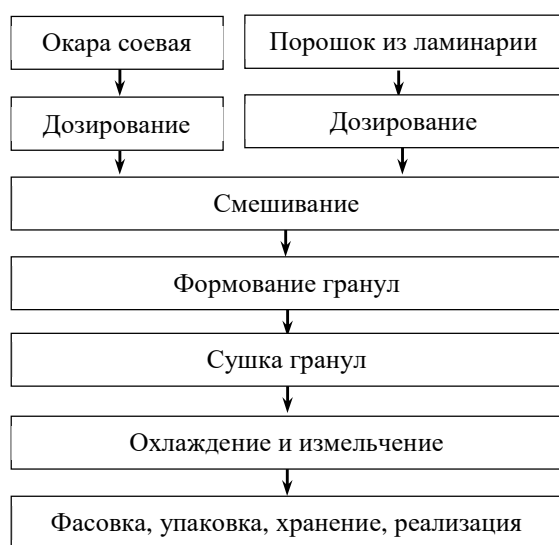 Окара соевая
Порошок из ламинарии
Дозирование
Дозирование
Смешивание
Формование гранул
Сушка гранул
Охлаждение и измельчение
Фасовка, упаковка, хранение, реализация